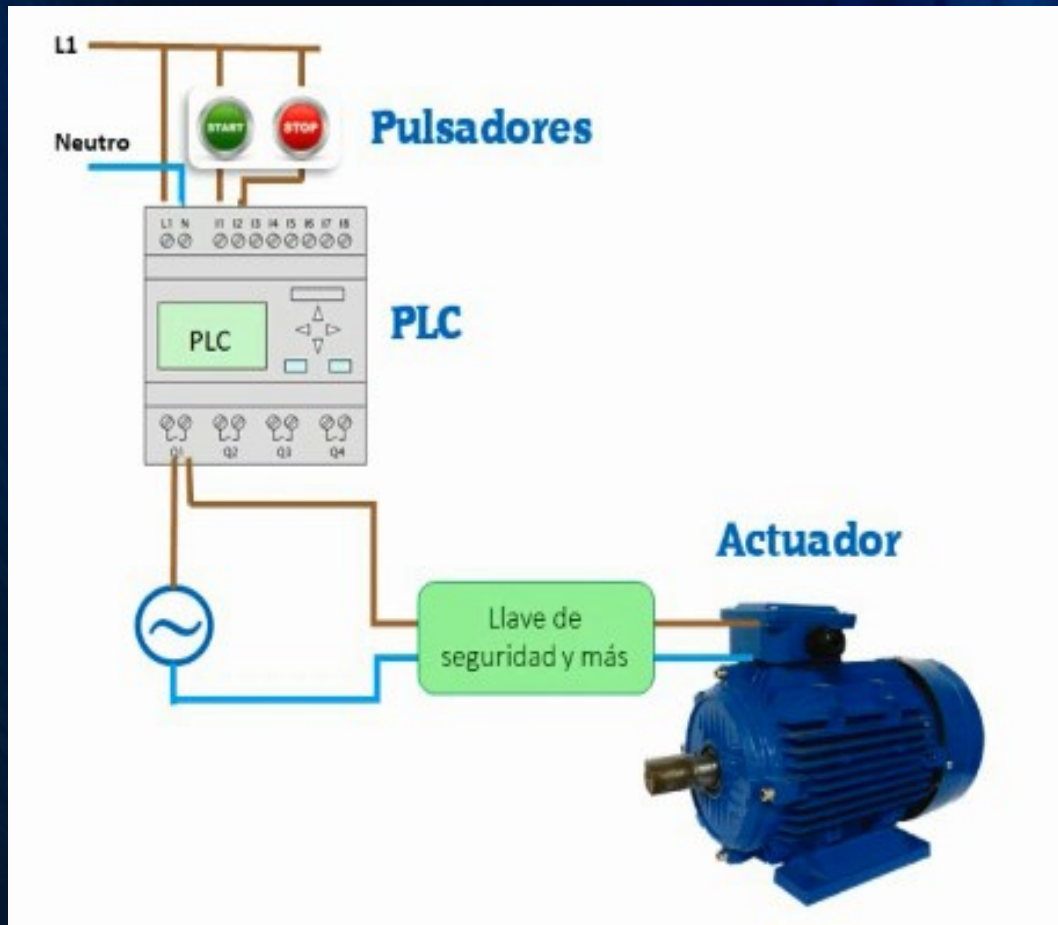 L1
Neutro
START STOP
Pulsadores
L1 N I1 I2 I3 I4 I5 I6 I7 I8
PLC
PLC
Q1 Q2 Q3 Q4
Actuador
Llave de
seguridad y más